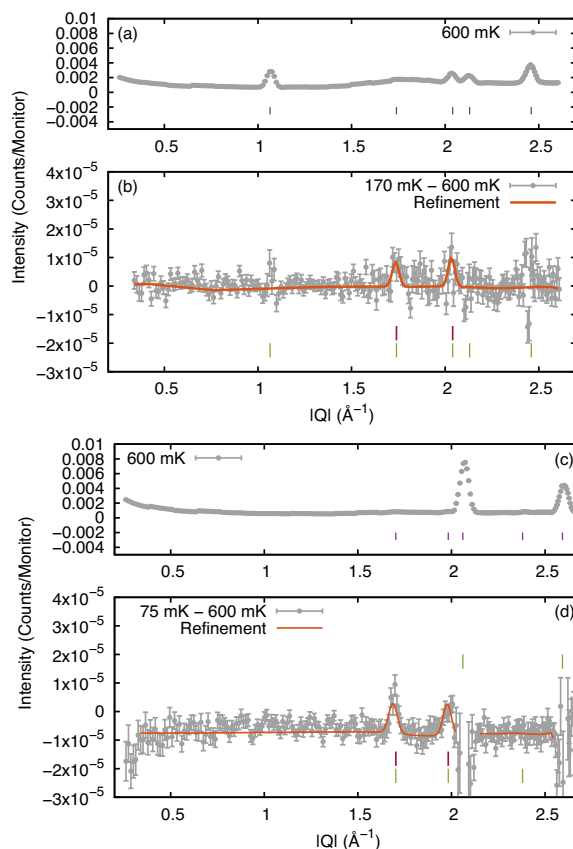 (a)
600 mK
0.01
0.008
0.006
0.004
0.002
0
−0.002
−0.004
0.5 1 1.5 2 2.5
Intensity (Counts/Monitor)
(b)
170 mK − 600 mK
Refinement
4x10⁻⁵
3x10⁻⁵
2x10⁻⁵
1x10⁻⁵
0
−1x10⁻⁵
−2x10⁻⁵
−3x10⁻⁵
0.5 1 1.5 2 2.5
|Q| (Å⁻¹)
600 mK
(c)
0.01
0.008
0.006
0.004
0.002
0
−0.002
−0.004
0.5 1 1.5 2 2.5
Intensity (Counts/Monitor)
75 mK − 600 mK
(d)
Refinement
4x10⁻⁵
3x10⁻⁵
2x10⁻⁵
1x10⁻⁵
0
−1x10⁻⁵
−2x10⁻⁵
−3x10⁻⁵
0.5 1 1.5 2 2.5
|Q| (Å⁻¹)